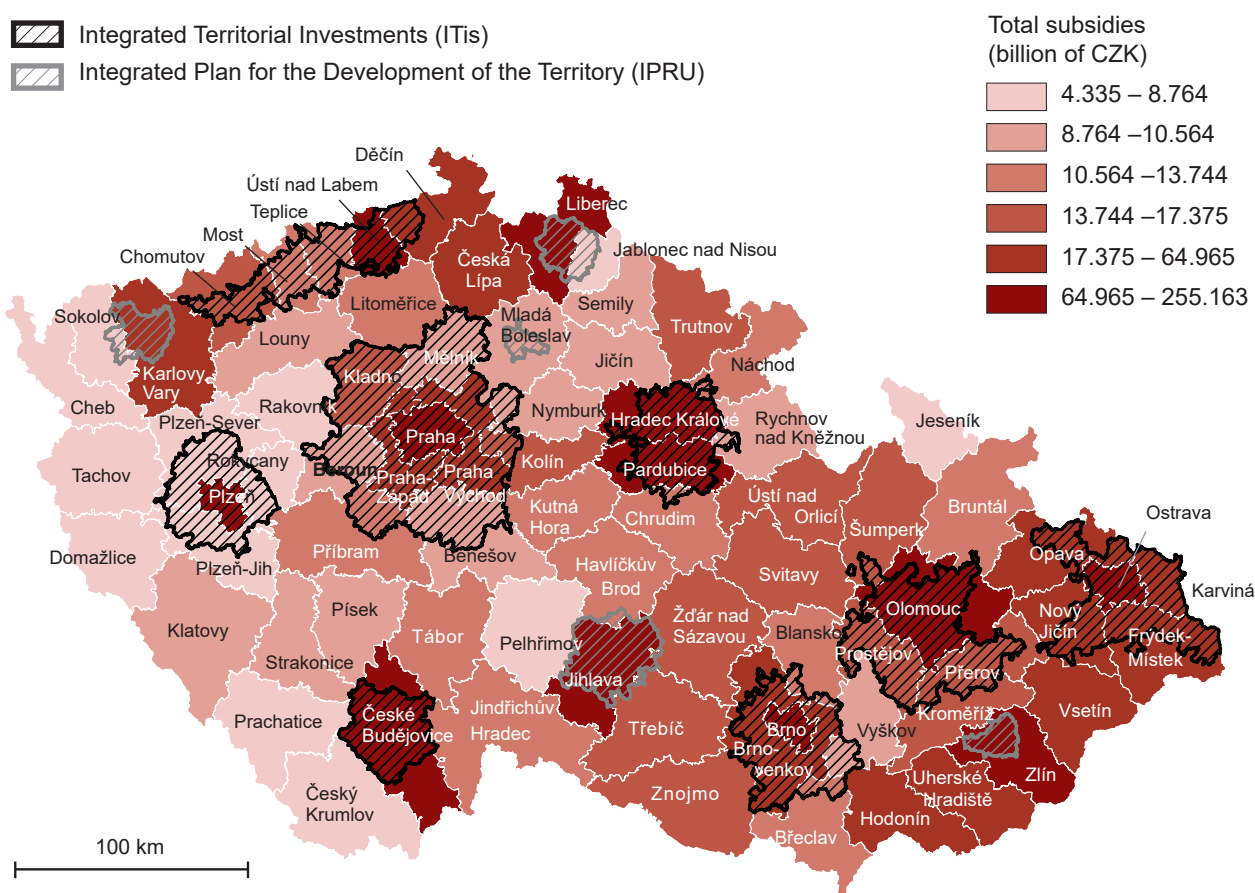 Integrated Territorial Investments (ITis)
Integrated Plan for the Development of the Territory (IPRU)
Total subsidies
(billion of CZK)
4.335 – 8.764
8.764 –10.564
10.564 –13.744
13.744 –17.375
17.375 – 64.965
64.965 – 255.163
Děčín
Ústí nad Labem
Teplice
Most
Chomutov
Liberec
Jablonec nad Nisou
Česká
Lípa
Sokolov
Litoměřice
Mladá
Boleslav
Semily
Trutnov
Louny
Mělník
Jičín
Náchod
Karlovy
Vary
Kladno
Cheb
Rakovník
Nymburk
Hradec Králové
Rychnov
nad Kněžnou
Jeseník
Plzen-Sever
Praha
Rokycany
Beroun
Kolín
Pardubice
Tachov
Praha-
Západ
Praha
Východ
Plzeň
Kutná
Hora
Chrudim
Ústí nad
Orlicí
Šumperk
Bruntál
Ostrava
Domažlice
Plzeň-Jih
Příbram
Benešov
Havlíčkův
Brod
Svitavy
Opava
Karviná
Klatovy
Písek
Tábor
Pelhřimov
Žďár nad
Sázavou
Blansko
Olomouc
Nový
Jičín
Frýdek-
Místek
Strakonice
Jihlava
Prostějov
Přerov
Prachatice
České
Budějovice
Jindřichův
Hradec
Třebíč
Brno
Brno-
venkov
Vyškov
Kroměříž
Vsetín
Zlín
Český
Krumlov
Znojmo
Uherské
Hradiště
Hodonín
Břeclav
100 km